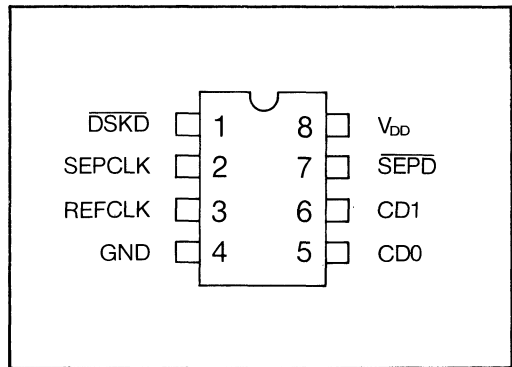 DSKD 1 8 VDD
SEPCLK 2 7 SEPD
REFCLK 3 6 CD1
GND 4 5 CD0